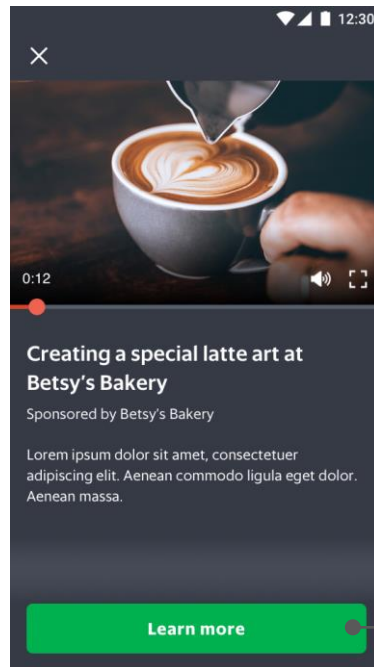 12:30
0:12
Creating a special latte art at
Betsy's Bakery
Sponsored by Betsy's Bakery
Lorem ipsum dolor sit amet, consectetuer
adipiscing elit. Aenean commodo ligula eget dolor.
Aenean massa.
Learn more